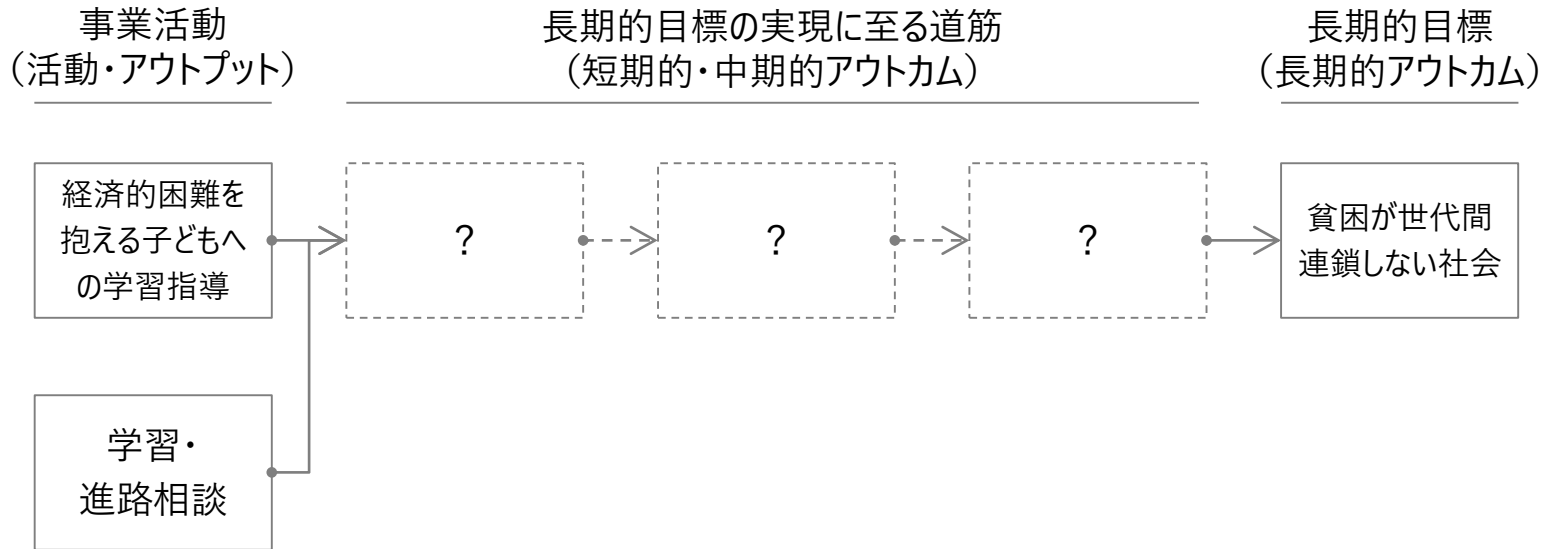 事業活動
（活動・アウトプット）
長期的目標の実現に至る道筋
（短期的・中期的アウトカム）
長期的目標
（長期的アウトカム）
経済的困難を
抱える子どもへ
の学習指導
?
?
?
貧困が世代間
連鎖しない社会
学習・
進路相談